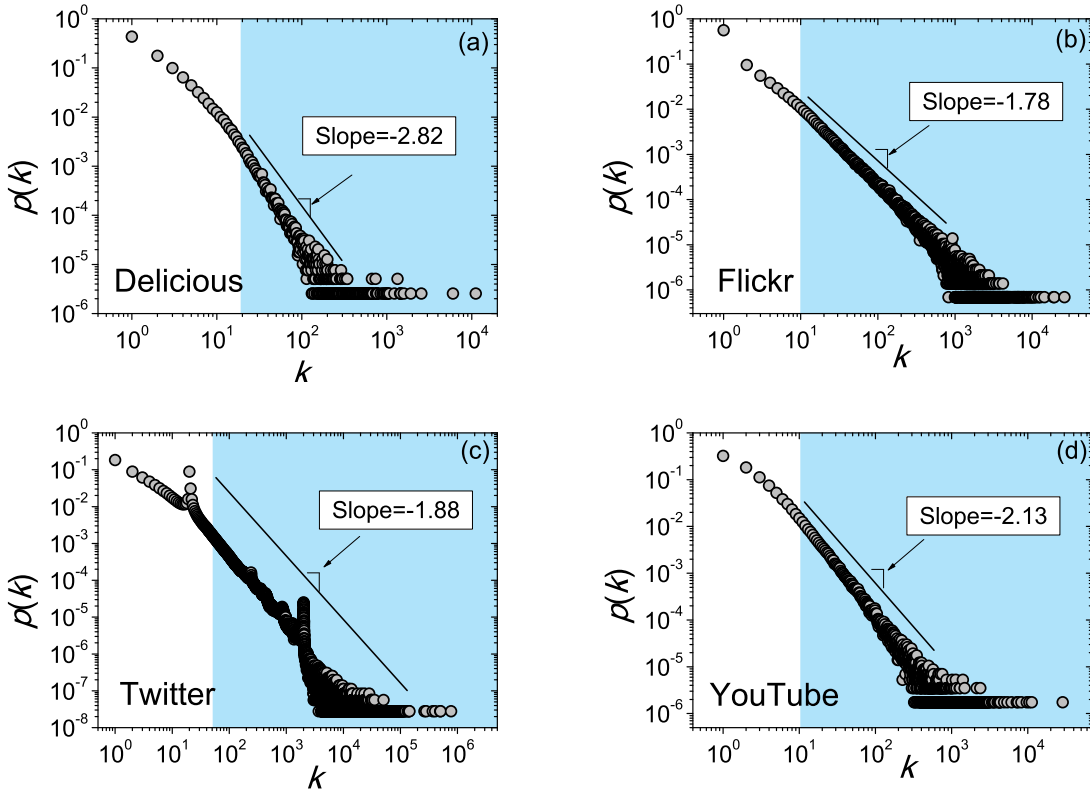 (a)
10^0
10^-1
10^-2
10^-3
10^-4
10^-5
10^-6
p(k)
Slope=-2.82
Delicious
10^0 10^1 10^2 10^3 10^4
k
(b)
10^0
10^-1
10^-2
10^-3
10^-4
10^-5
10^-6
p(k)
Slope=-1.78
Flickr
10^0 10^1 10^2 10^3 10^4
k
(c)
10^0
10^-1
10^-2
10^-3
10^-4
10^-5
10^-6
10^-7
10^-8
p(k)
Slope=-1.88
Twitter
10^0 10^1 10^2 10^3 10^4 10^5 10^6
k
(d)
10^0
10^-1
10^-2
10^-3
10^-4
10^-5
10^-6
p(k)
Slope=-2.13
YouTube
10^0 10^1 10^2 10^3 10^4
k